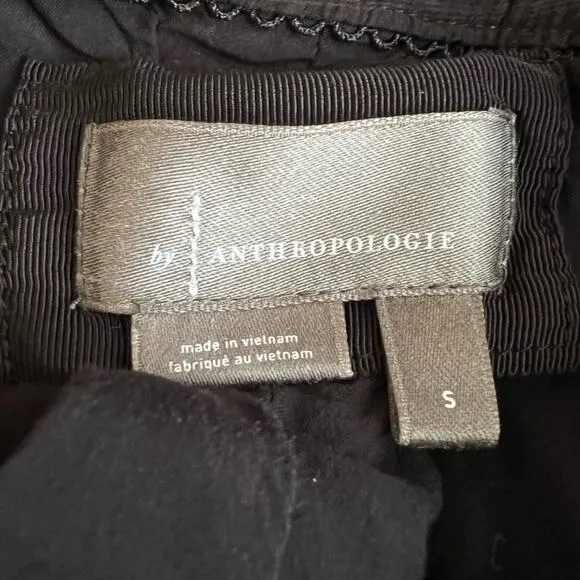 by ANTHROPOLOGIE
made in vietnam
fabriqué au vietnam
S